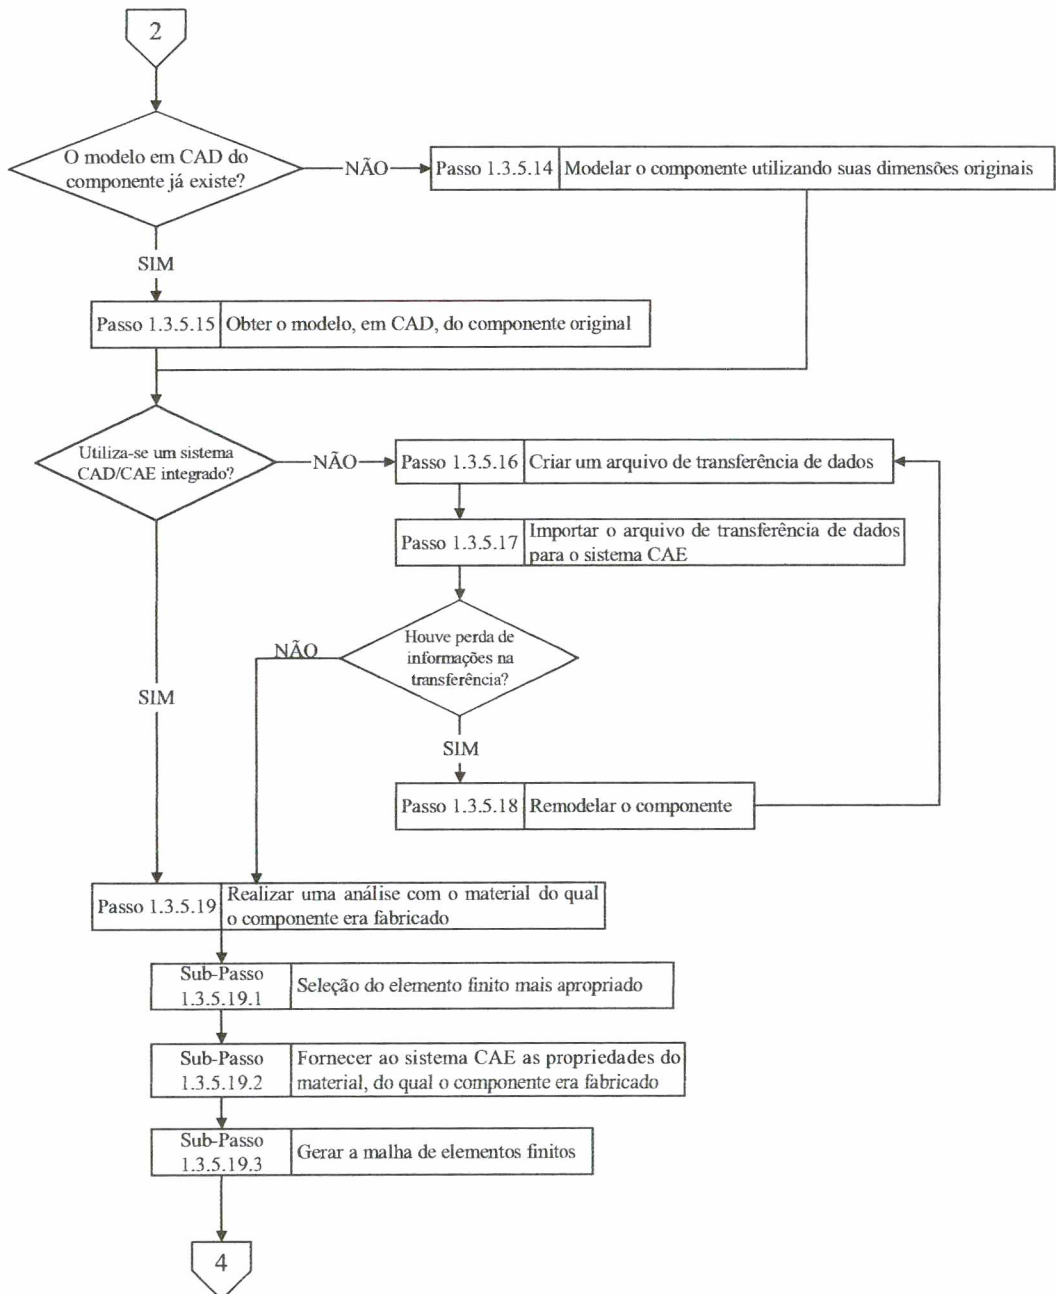 2
O modelo em CAD do
componente já existe?
NÃO
Passo 1.3.5.14
Modelar o componente utilizando suas dimensões originais
SIM
Passo 1.3.5.15
Obter o modelo, em CAD, do componente original
Utiliza-se um sistema
CAD/CAE integrado?
NÃO
Passo 1.3.5.16
Criar um arquivo de transferência de dados
Passo 1.3.5.17
Importar o arquivo de transferência de dados
para o sistema CAE
Houve perda de
informações na
transferência?
NÃO
SIM
SIM
Passo 1.3.5.18
Remodelar o componente
Passo 1.3.5.19
Realizar uma análise com o material do qual
o componente era fabricado
Sub-Passo
1.3.5.19.1
Seleção do elemento finito mais apropriado
Sub-Passo
1.3.5.19.2
Fornecer ao sistema CAE as propriedades do
material, do qual o componente era fabricado
Sub-Passo
1.3.5.19.3
Gerar a malha de elementos finitos
4